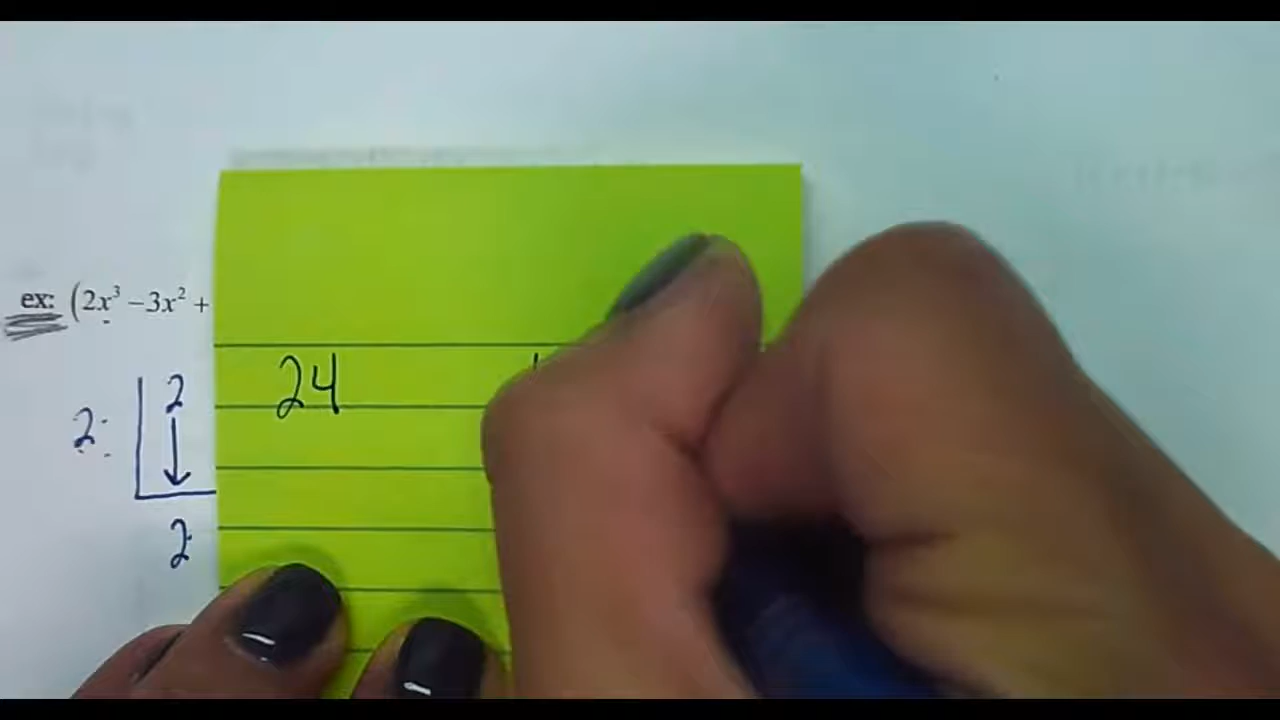 ex: (2x³ – 3x² +
2
24
2:
2